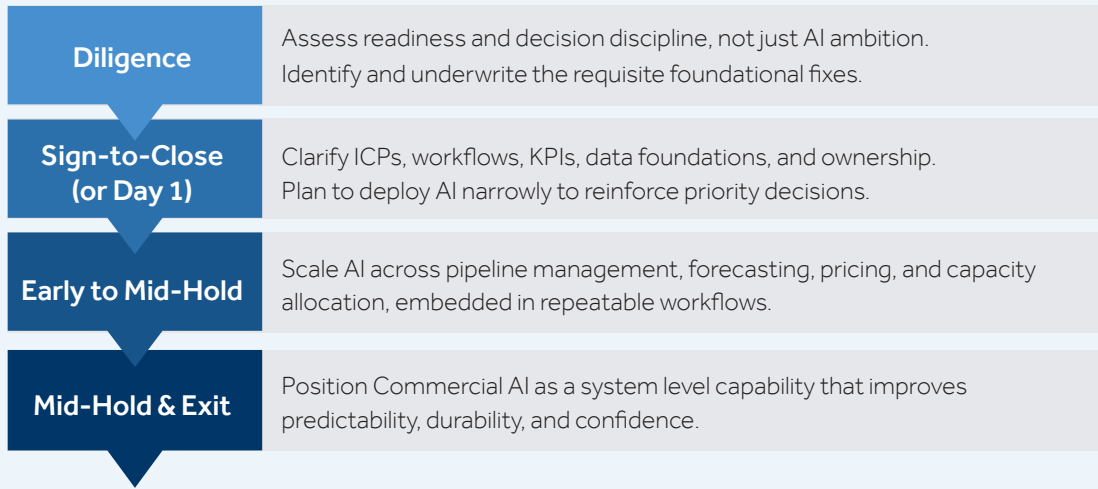 Diligence
Assess readiness and decision discipline, not just AI ambition.
Identify and underwrite the requisite foundational fixes.
Sign-to-Close
(or Day 1)
Clarify ICPs, workflows, KPIs, data foundations, and ownership.
Plan to deploy AI narrowly to reinforce priority decisions.
Early to Mid-Hold
Scale AI across pipeline management, forecasting, pricing, and capacity
allocation, embedded in repeatable workflows.
Mid-Hold & Exit
Position Commercial AI as a system level capability that improves
predictability, durability, and confidence.